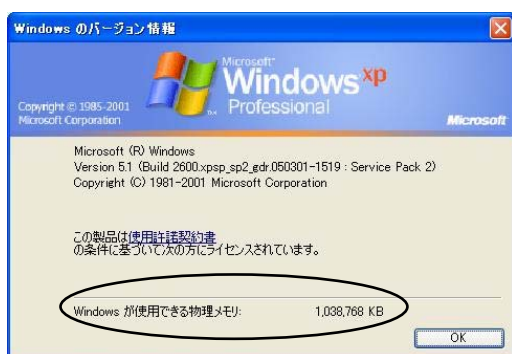 Windows のバージョン情報
Microsoft®
Windows xp
Professional
Copyright © 1985-2001
Microsoft Corporation
Microsoft
Microsoft (R) Windows
Version 5.1 (Build 2600.xpsp_sp2_gdr.050301-1519 : Service Pack 2)
Copyright (C) 1981-2001 Microsoft Corporation
この製品は使用許諾契約書
の条件に基づいて次の方にライセンスされています。
Windows が使用できる物理メモリ: 1,038,768 KB
OK